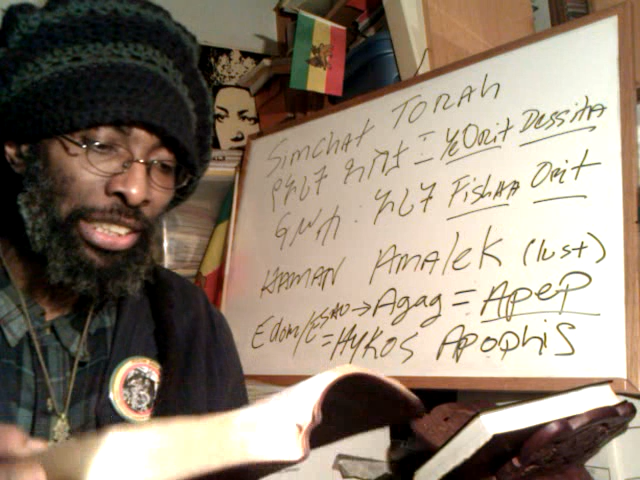 Simchat TORAH
= YeOrit Dessita
Fishaa Orit
HAMAN AMAlEK (lust)
Edom/ESAU → Agag = Apep
= HyKos Apophis